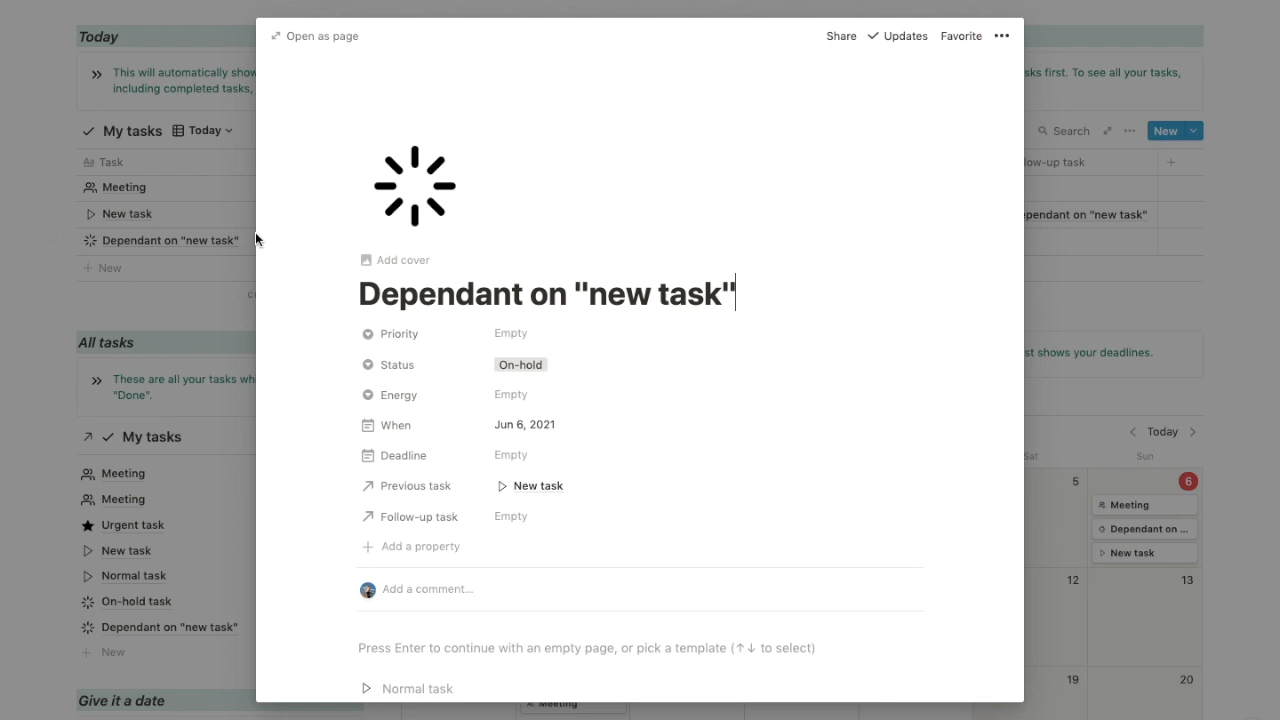 Today
Open as page
Share
Updates
Favorite
This will automatically show
including completed tasks,
sks first. To see all your tasks,
My tasks
Today
Search
New
Task
low-up task
Meeting
New task
ependant on "new task"
Dependant on "new task"
New
Add cover
Dependant on "new task"
Priority
Empty
Status
On-hold
Energy
Empty
When
Jun 6, 2021
Deadline
Empty
Previous task
New task
Follow-up task
Empty
Add a property
Add a comment...
Press Enter to continue with an empty page, or pick a template (↑↓ to select)
Normal task
All tasks
These are all your tasks wh
"Done".
st shows your deadlines.
My tasks
Meeting
Meeting
Urgent task
New task
Normal task
On-hold task
Dependant on "new task"
New
Give it a date
Today
Sat
Sun
5
6
Meeting
Dependant on ...
New task
12
13
19
20
Meeting